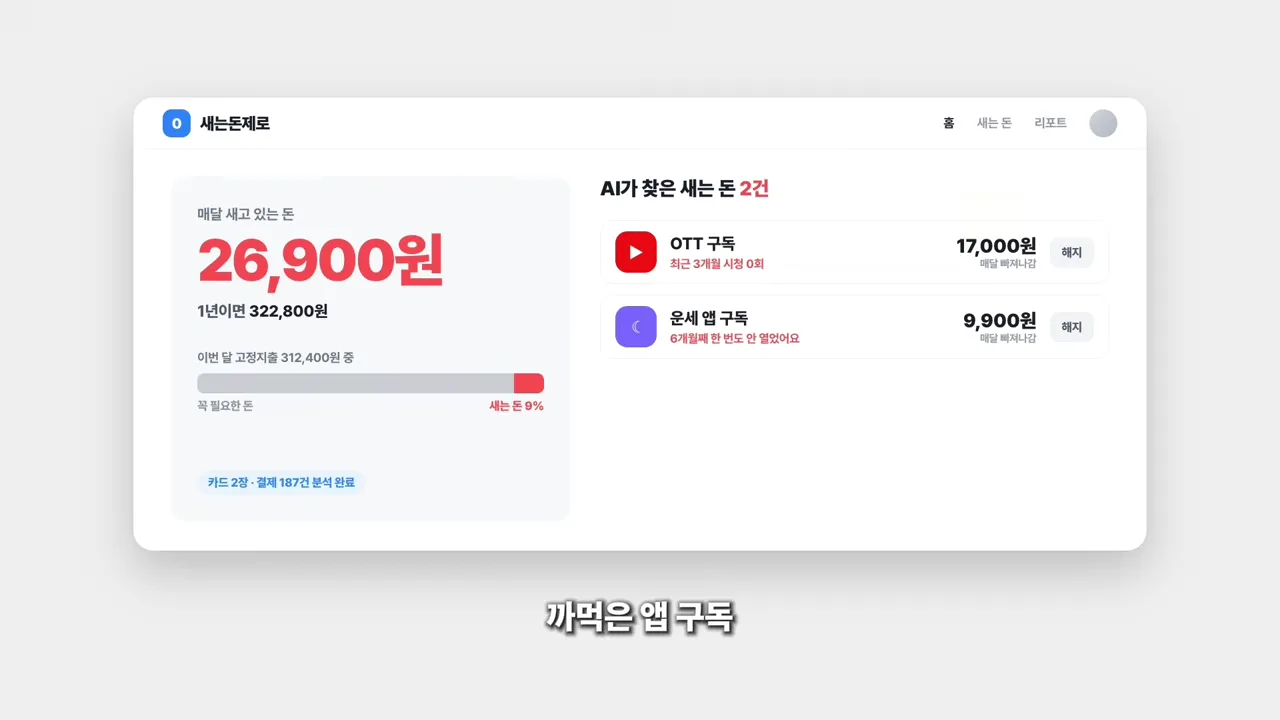 0 새는돈제로
홈 새는 돈 리포트
매달 새고 있는 돈
26,900원
1년이면 322,800원
이번 달 고정지출 312,400원 중
꼭 필요한 돈 새는 돈 9%
카드 2장 · 결제 187건 분석 완료
AI가 찾은 새는 돈 2건
OTT 구독
최근 3개월 시청 0회
17,000원
매달 빠져나감
해지
운세 앱 구독
6개월째 한 번도 안 열었어요
9,900원
매달 빠져나감
해지
까먹은 앱 구독